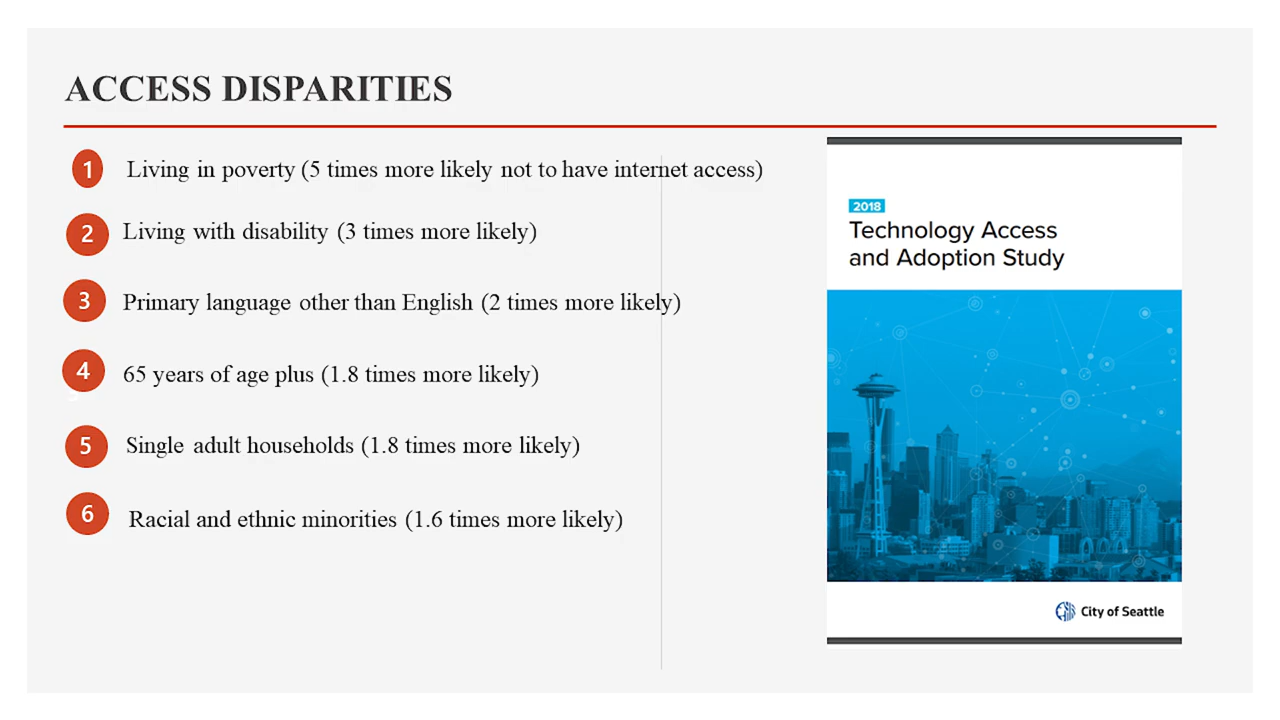 ACCESS DISPARITIES
1 Living in poverty (5 times more likely not to have internet access)
2 Living with disability (3 times more likely)
3 Primary language other than English (2 times more likely)
4 65 years of age plus (1.8 times more likely)
5 Single adult households (1.8 times more likely)
6 Racial and ethnic minorities (1.6 times more likely)
2018
Technology Access
and Adoption Study
City of Seattle